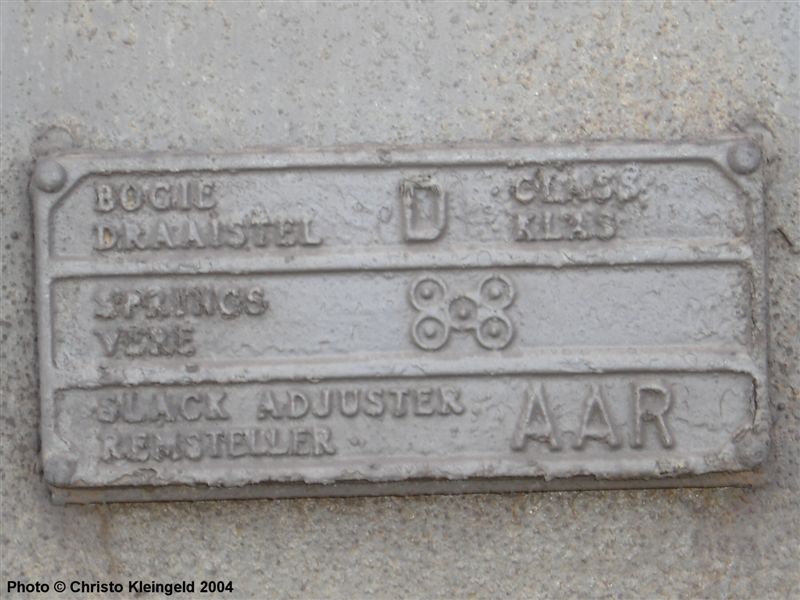 BOGIE D CLASS
DRAAISTEL KLAS
SPRINGS
VERE
SLACK ADJUSTER AAR
REMSTELLER
Photo © Christo Kleingeld 2004